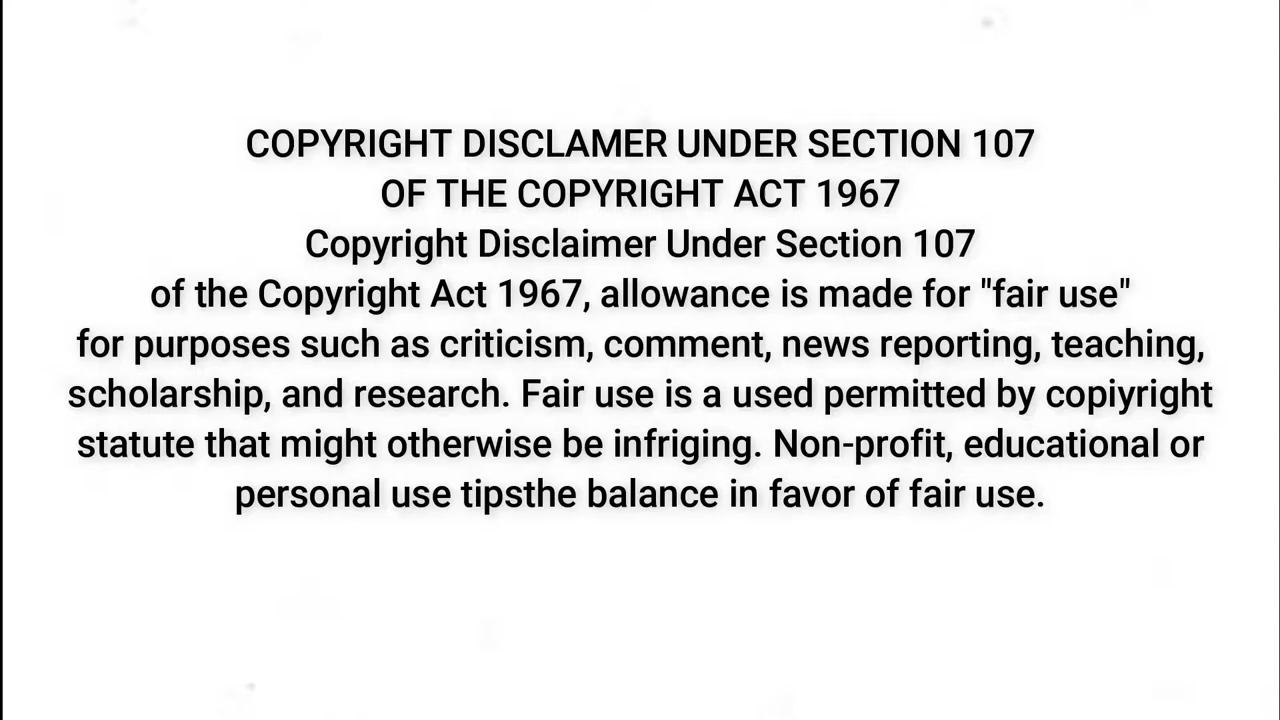 COPYRIGHT DISCLAMER UNDER SECTION 107
OF THE COPYRIGHT ACT 1967
Copyright Disclaimer Under Section 107
of the Copyright Act 1967, allowance is made for "fair use"
for purposes such as criticism, comment, news reporting, teaching,
scholarship, and research. Fair use is a used permitted by copiyright
statute that might otherwise be infriging. Non-profit, educational or
personal use tipsthe balance in favor of fair use.